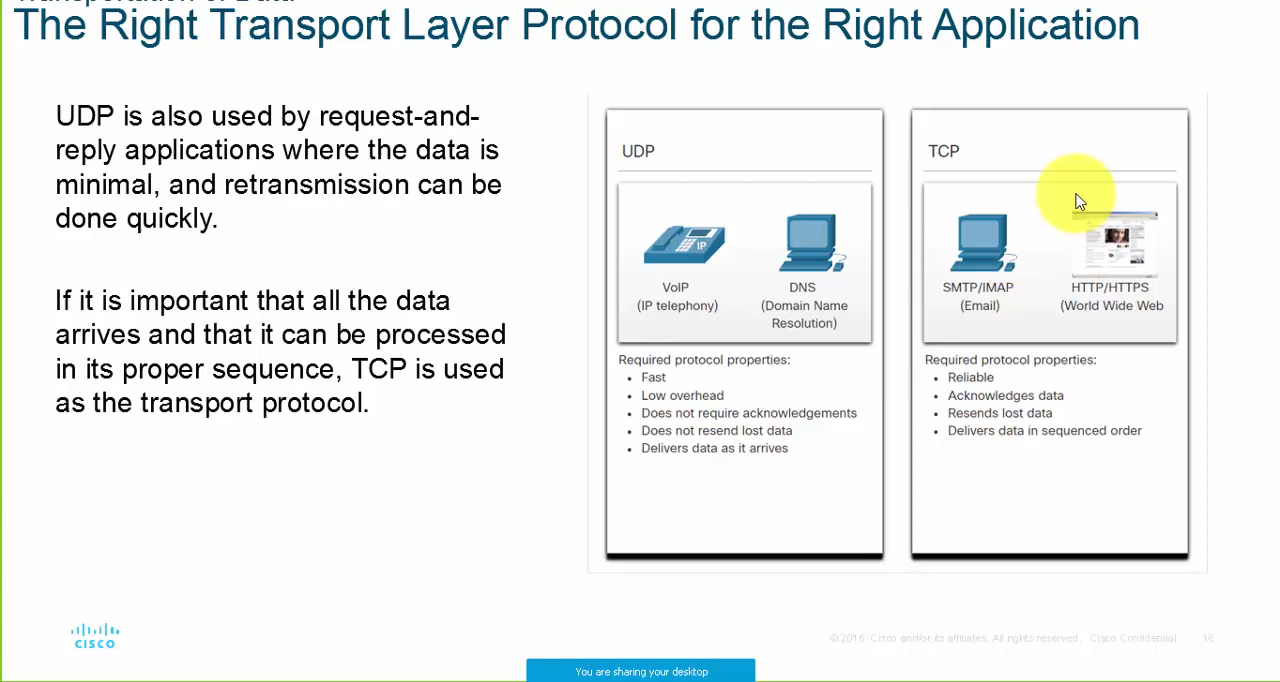 Transportation of Data
The Right Transport Layer Protocol for the Right Application
UDP is also used by request-and-
reply applications where the data is
minimal, and retransmission can be
done quickly.
If it is important that all the data
arrives and that it can be processed
in its proper sequence, TCP is used
as the transport protocol.
UDP
IP
VoIP
(IP telephony)
DNS
(Domain Name
Resolution)
Required protocol properties:
• Fast
• Low overhead
• Does not require acknowledgements
• Does not resend lost data
• Delivers data as it arrives
TCP
SMTP/IMAP
(Email)
HTTP/HTTPS
(World Wide Web
Required protocol properties:
• Reliable
• Acknowledges data
• Resends lost data
• Delivers data in sequenced order
CISCO
© 2016 Cisco and/or its affiliates. All rights reserved. Cisco Confidential
18
You are sharing your desktop